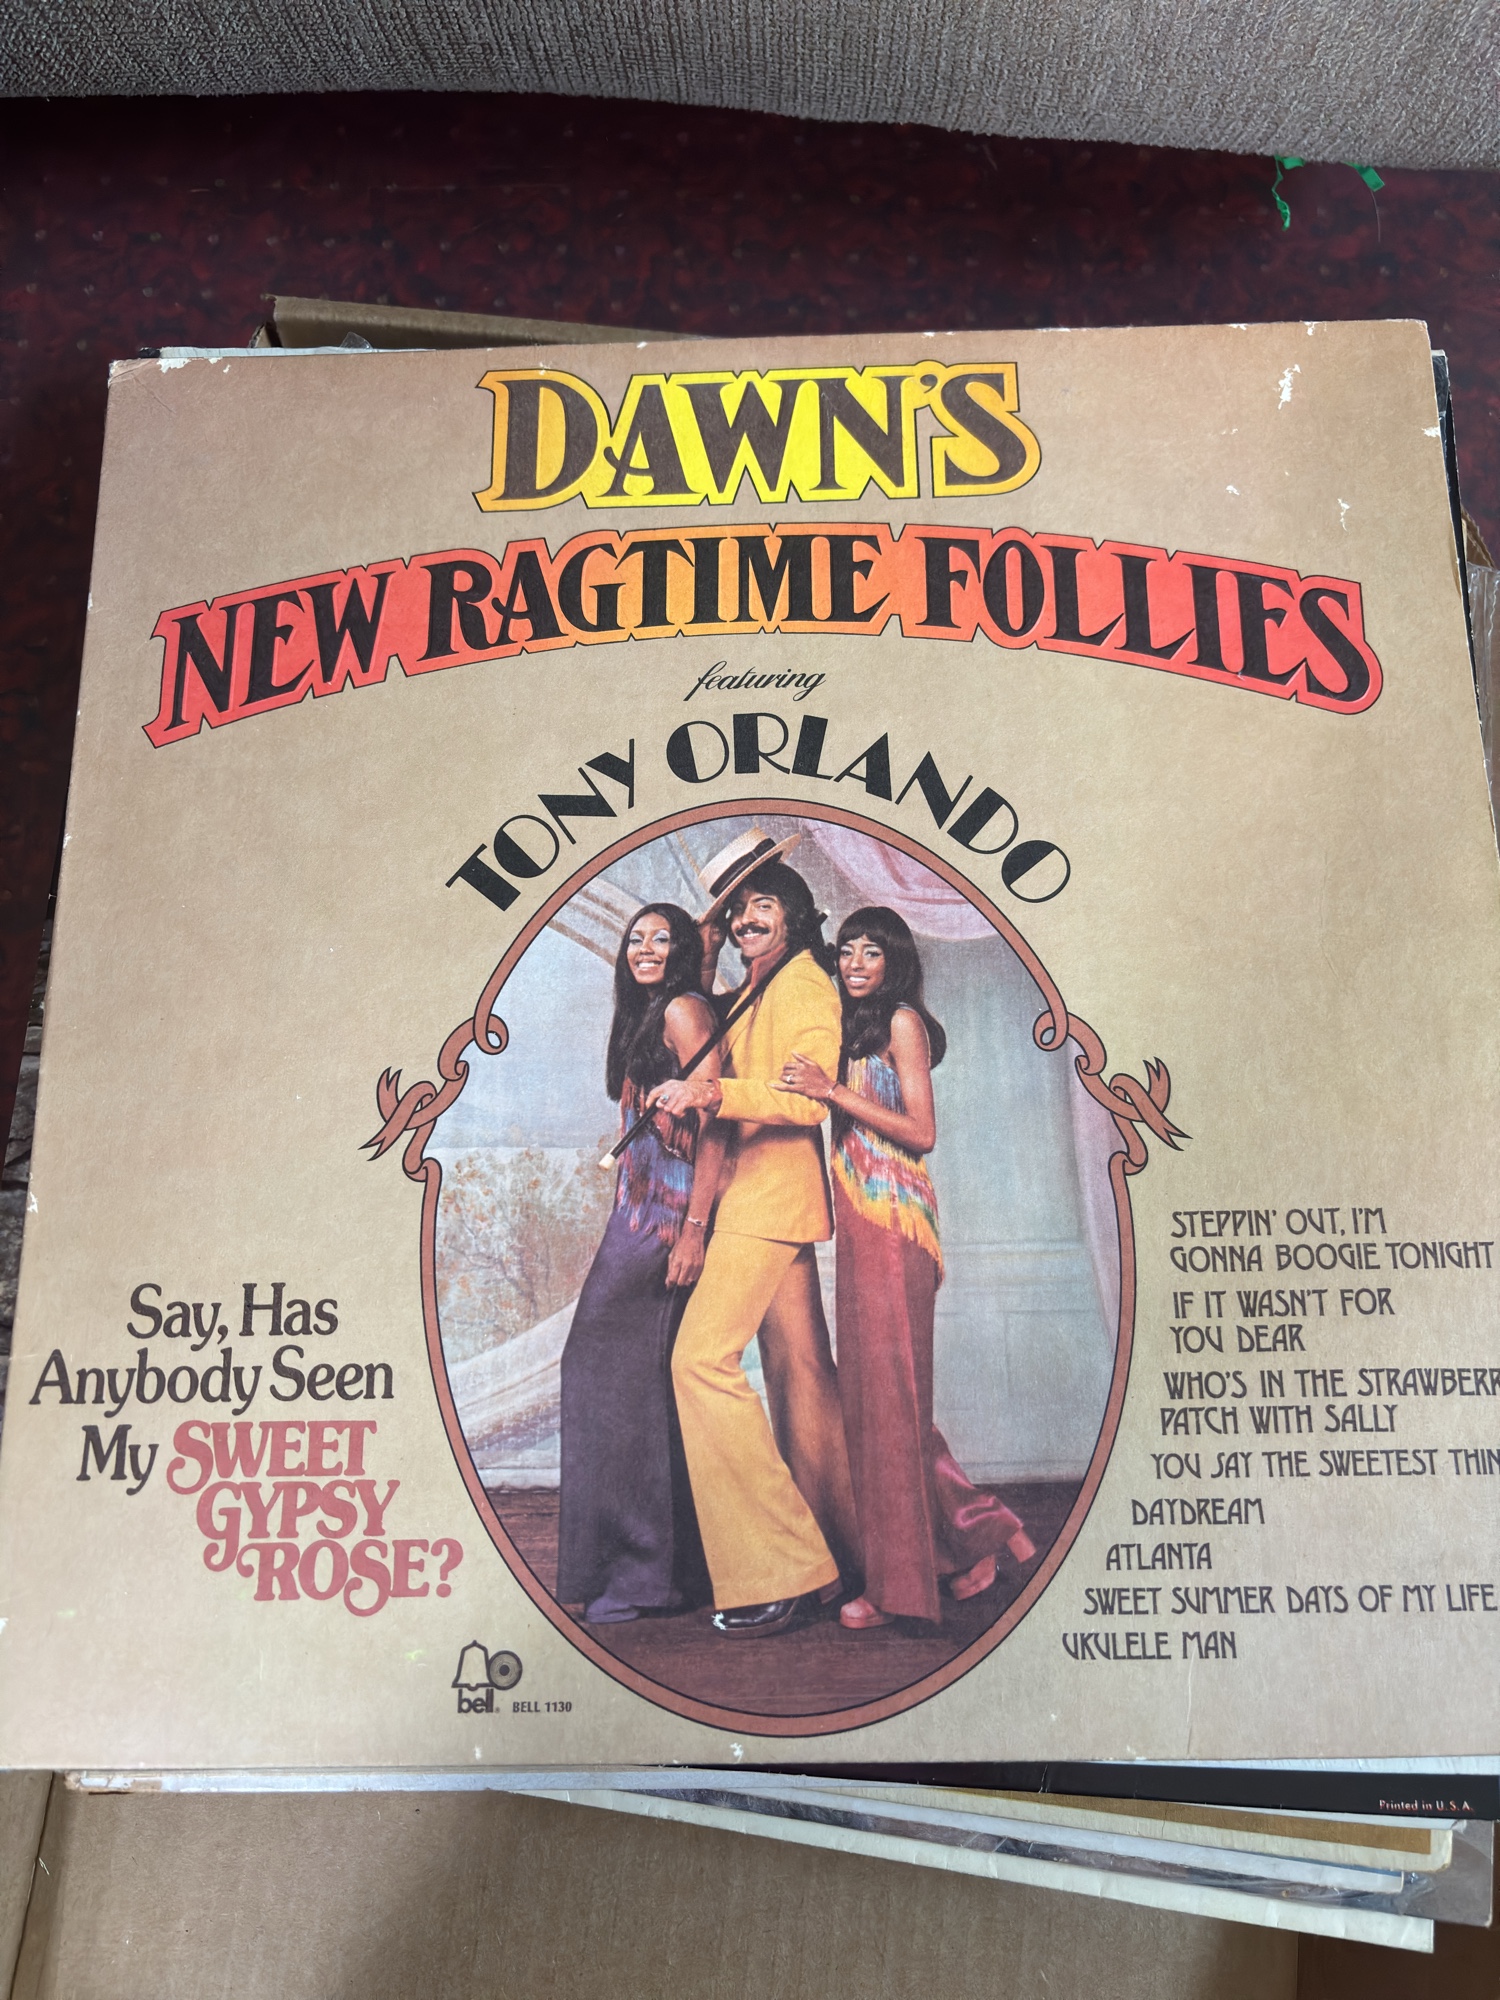 DAWN'S
NEW RAGTIME FOLLIES
featuring
TONY ORLANDO
Say, Has
Anybody Seen
My SWEET
GYPSY
ROSE?
STEPPIN' OUT, I'M
GONNA BOOGIE TONIGHT
IF IT WASN'T FOR
YOU DEAR
WHO'S IN THE STRAWBERR
PATCH WITH SALLY
YOU SAY THE SWEETEST THIN
DAYDREAM
ATLANTA
SWEET SUMMER DAYS OF MY LIFE
UKULELE MAN
bell. BELL 1130
Printed in U.S.A.